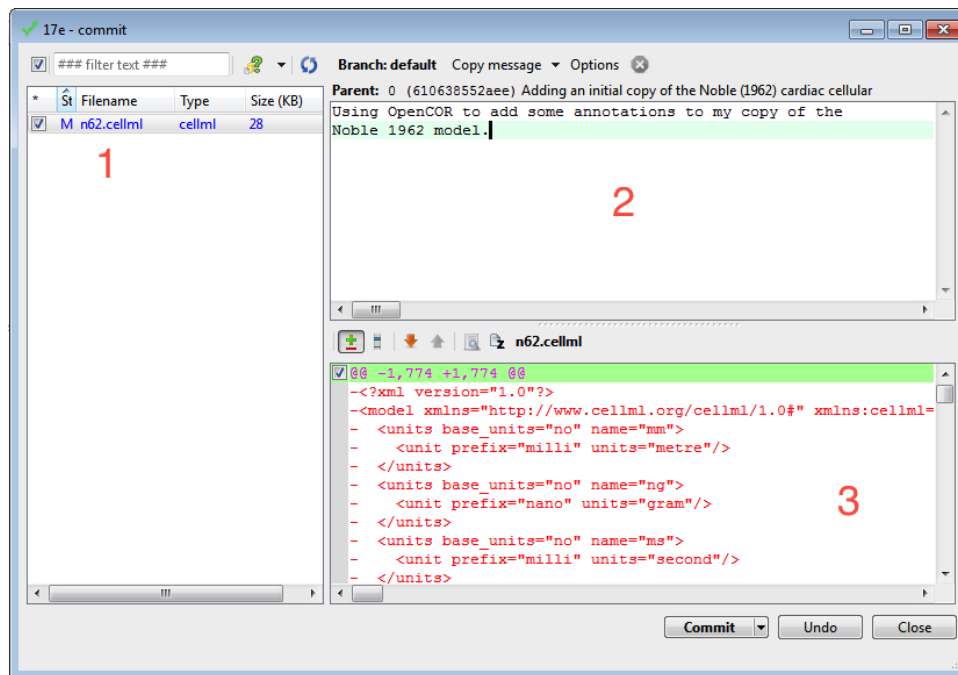 17e - commit
### filter text ###
Branch: default Copy message Options
Parent: 0 (610638552aee) Adding an initial copy of the Noble (1962) cardiac cellular
* St Filename Type Size (KB)
M n62.cellml cellml 28
1
Using OpenCOR to add some annotations to my copy of the
Noble 1962 model.
2
n62.cellml
@@ -1,774 +1,774 @@
-<?xml version="1.0"?>
-<model xmlns="http://www.cellml.org/cellml/1.0#" xmlns:cellml=
-  <units base_units="no" name="mm">
-    <unit prefix="milli" units="metre"/>
-  </units>
-  <units base_units="no" name="ng">
-    <unit prefix="nano" units="gram"/>
-  </units>
-  <units base_units="no" name="ms">
-    <unit prefix="milli" units="second"/>
-  </units>
3
Commit Undo Close